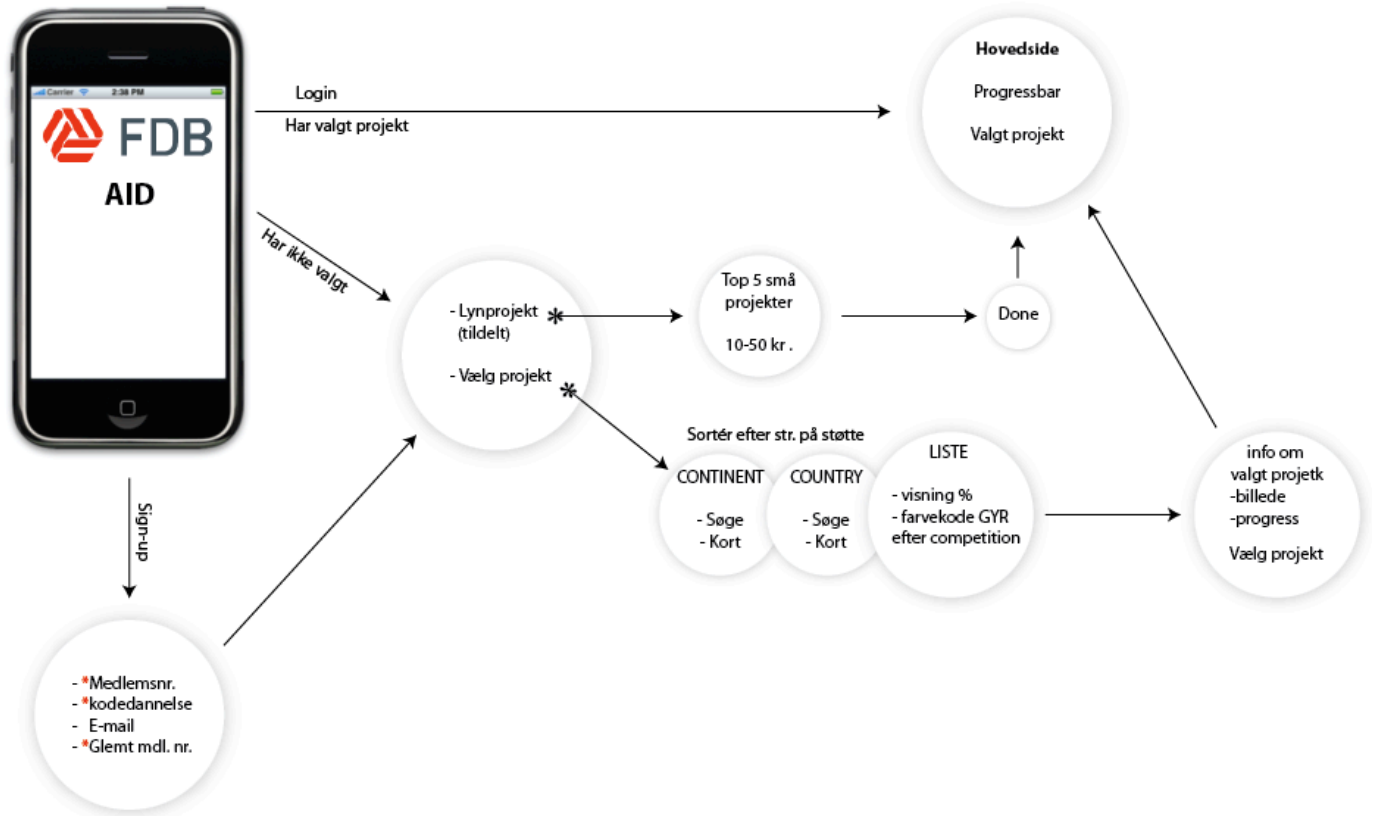 Carrier 2:38 PM
FDB
AID
Login
Har valgt projekt
Hovedside
Progressbar
Valgt projekt
Har ikke valgt
- Lynprojekt *
(tildelt)
- Vælg projekt *
Top 5 små
projekter
10-50 kr .
Done
Sortér efter str. på støtte
CONTINENT
- Søge
- Kort
COUNTRY
- Søge
- Kort
LISTE
- visning %
- farvekode GYR
efter competition
info om
valgt projetk
-billede
-progress
Vælg projekt
Sign-up
- *Medlemsnr.
- *kodedannelse
- E-mail
- *Glemt mdl. nr.